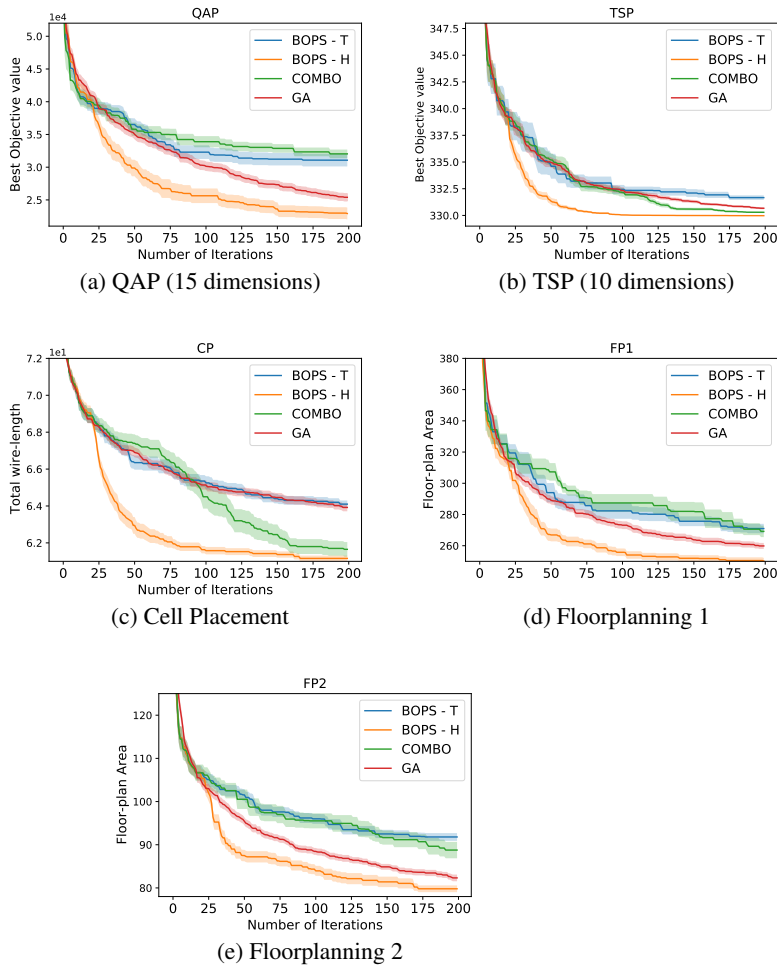 QAP
1e4
5.0
4.5
4.0
3.5
3.0
2.5
Best Objective value
BOPS - T
BOPS - H
COMBO
GA
0 25 50 75 100 125 150 175 200
Number of Iterations
(a) QAP (15 dimensions)
TSP
347.5
345.0
342.5
340.0
337.5
335.0
332.5
330.0
Best Objective value
BOPS - T
BOPS - H
COMBO
GA
0 25 50 75 100 125 150 175 200
Number of Iterations
(b) TSP (10 dimensions)
CP
1e1
7.2
7.0
6.8
6.6
6.4
6.2
Total wire-length
BOPS - T
BOPS - H
COMBO
GA
0 25 50 75 100 125 150 175 200
Number of Iterations
(c) Cell Placement
FP1
380
360
340
320
300
280
260
Floor-plan Area
BOPS - T
BOPS - H
COMBO
GA
0 25 50 75 100 125 150 175 200
Number of Iterations
(d) Floorplanning 1
FP2
120
110
100
90
80
Floor-plan Area
BOPS - T
BOPS - H
COMBO
GA
0 25 50 75 100 125 150 175 200
Number of Iterations
(e) Floorplanning 2